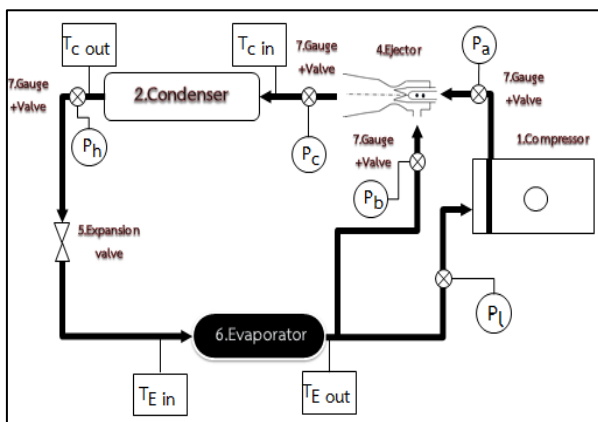 Tc out
Tc in
7.Gauge
+Valve
4.Ejector
Pa
7.Gauge
+Valve
7.Gauge
+Valve
2.Condenser
Ph
Pc
7.Gauge
+Valve
1.Compressor
Pb
5.Expansion
valve
6.Evaporator
Pl
TE in
TE out